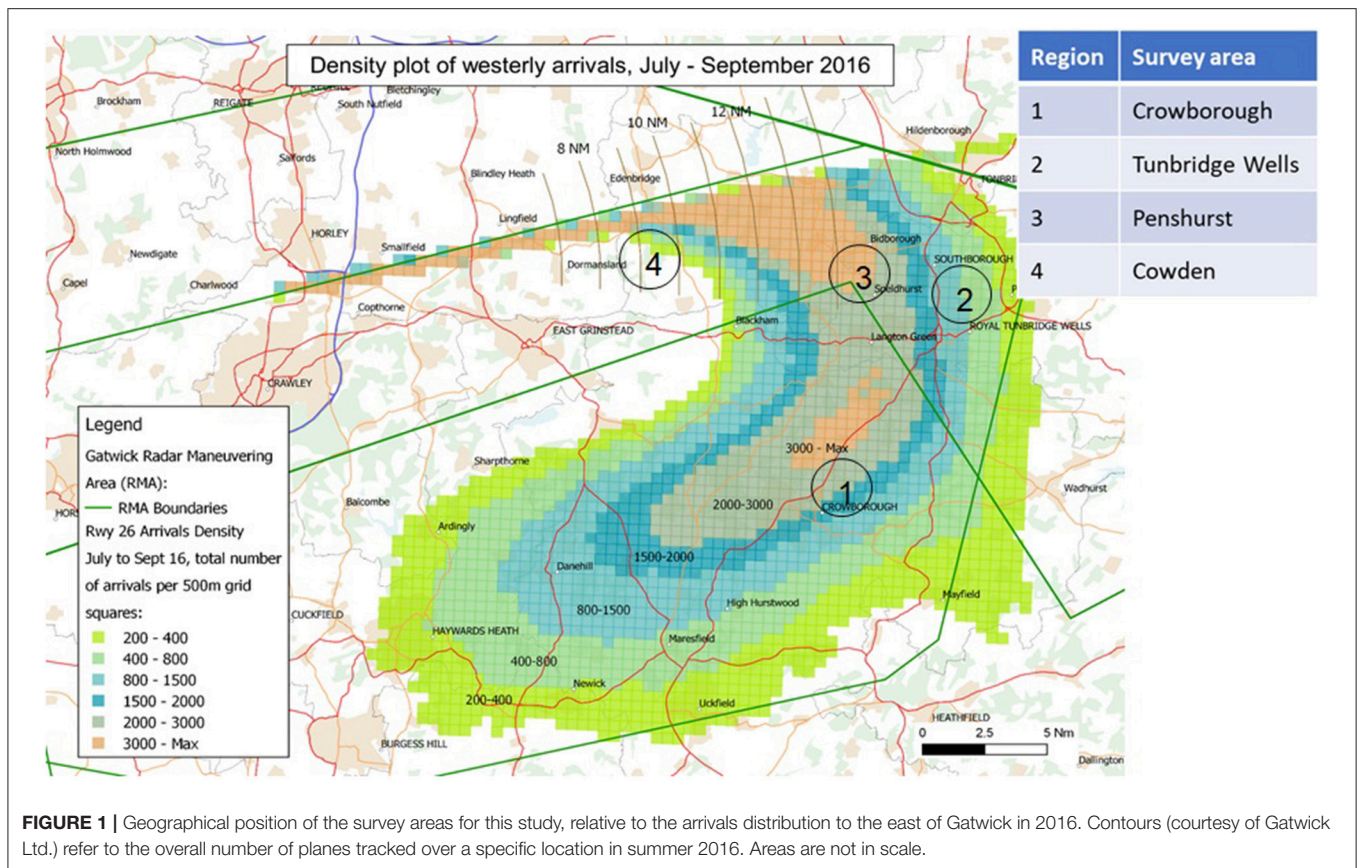 Density plot of westerly arrivals, July - September 2016
Region Survey area
1 Crowborough
2 Tunbridge Wells
3 Penshurst
4 Cowden
Brockham
REIGATE
South Nutfield
Bletchingley
North Holmwood
Salfords
8 NM
10 NM
12 NM
Hildenborough
Blindley Heath
Edenbridge
Lingfield
Newdigate
HORLEY
Smallfield
Bidborough
Capel
Charlwood
Dormansland
4
3
SOUTHBOROUGH
Speldhurst
2
Copthorne
Blackham
EAST GRINSTEAD
ROYAL TUNBRIDGE WELLS
Langton Green
CRAWLEY
3000 - Max
Sharpthorne
1
Wadhurst
Balcombe
2000-3000
CROWBOROUGH
Ardingly
1500-2000
Danehill
800-1500
High Hurstwood
Mayfield
CUCKFIELD
HAYWARDS HEATH
Maresfield
400-800
Newick
200-400
Uckfield
HEATHFIELD
BURGESS HILL
Dallington
0 2.5 5 Nm
Legend
Gatwick Radar Maneuvering
Area (RMA):
RMA Boundaries
Rwy 26 Arrivals Density
July to Sept 16, total number
of arrivals per 500m grid
squares:
200 - 400
400 - 800
800 - 1500
1500 - 2000
2000 - 3000
3000 - Max
FIGURE 1 | Geographical position of the survey areas for this study, relative to the arrivals distribution to the east of Gatwick in 2016. Contours (courtesy of Gatwick
Ltd.) refer to the overall number of planes tracked over a specific location in summer 2016. Areas are not in scale.